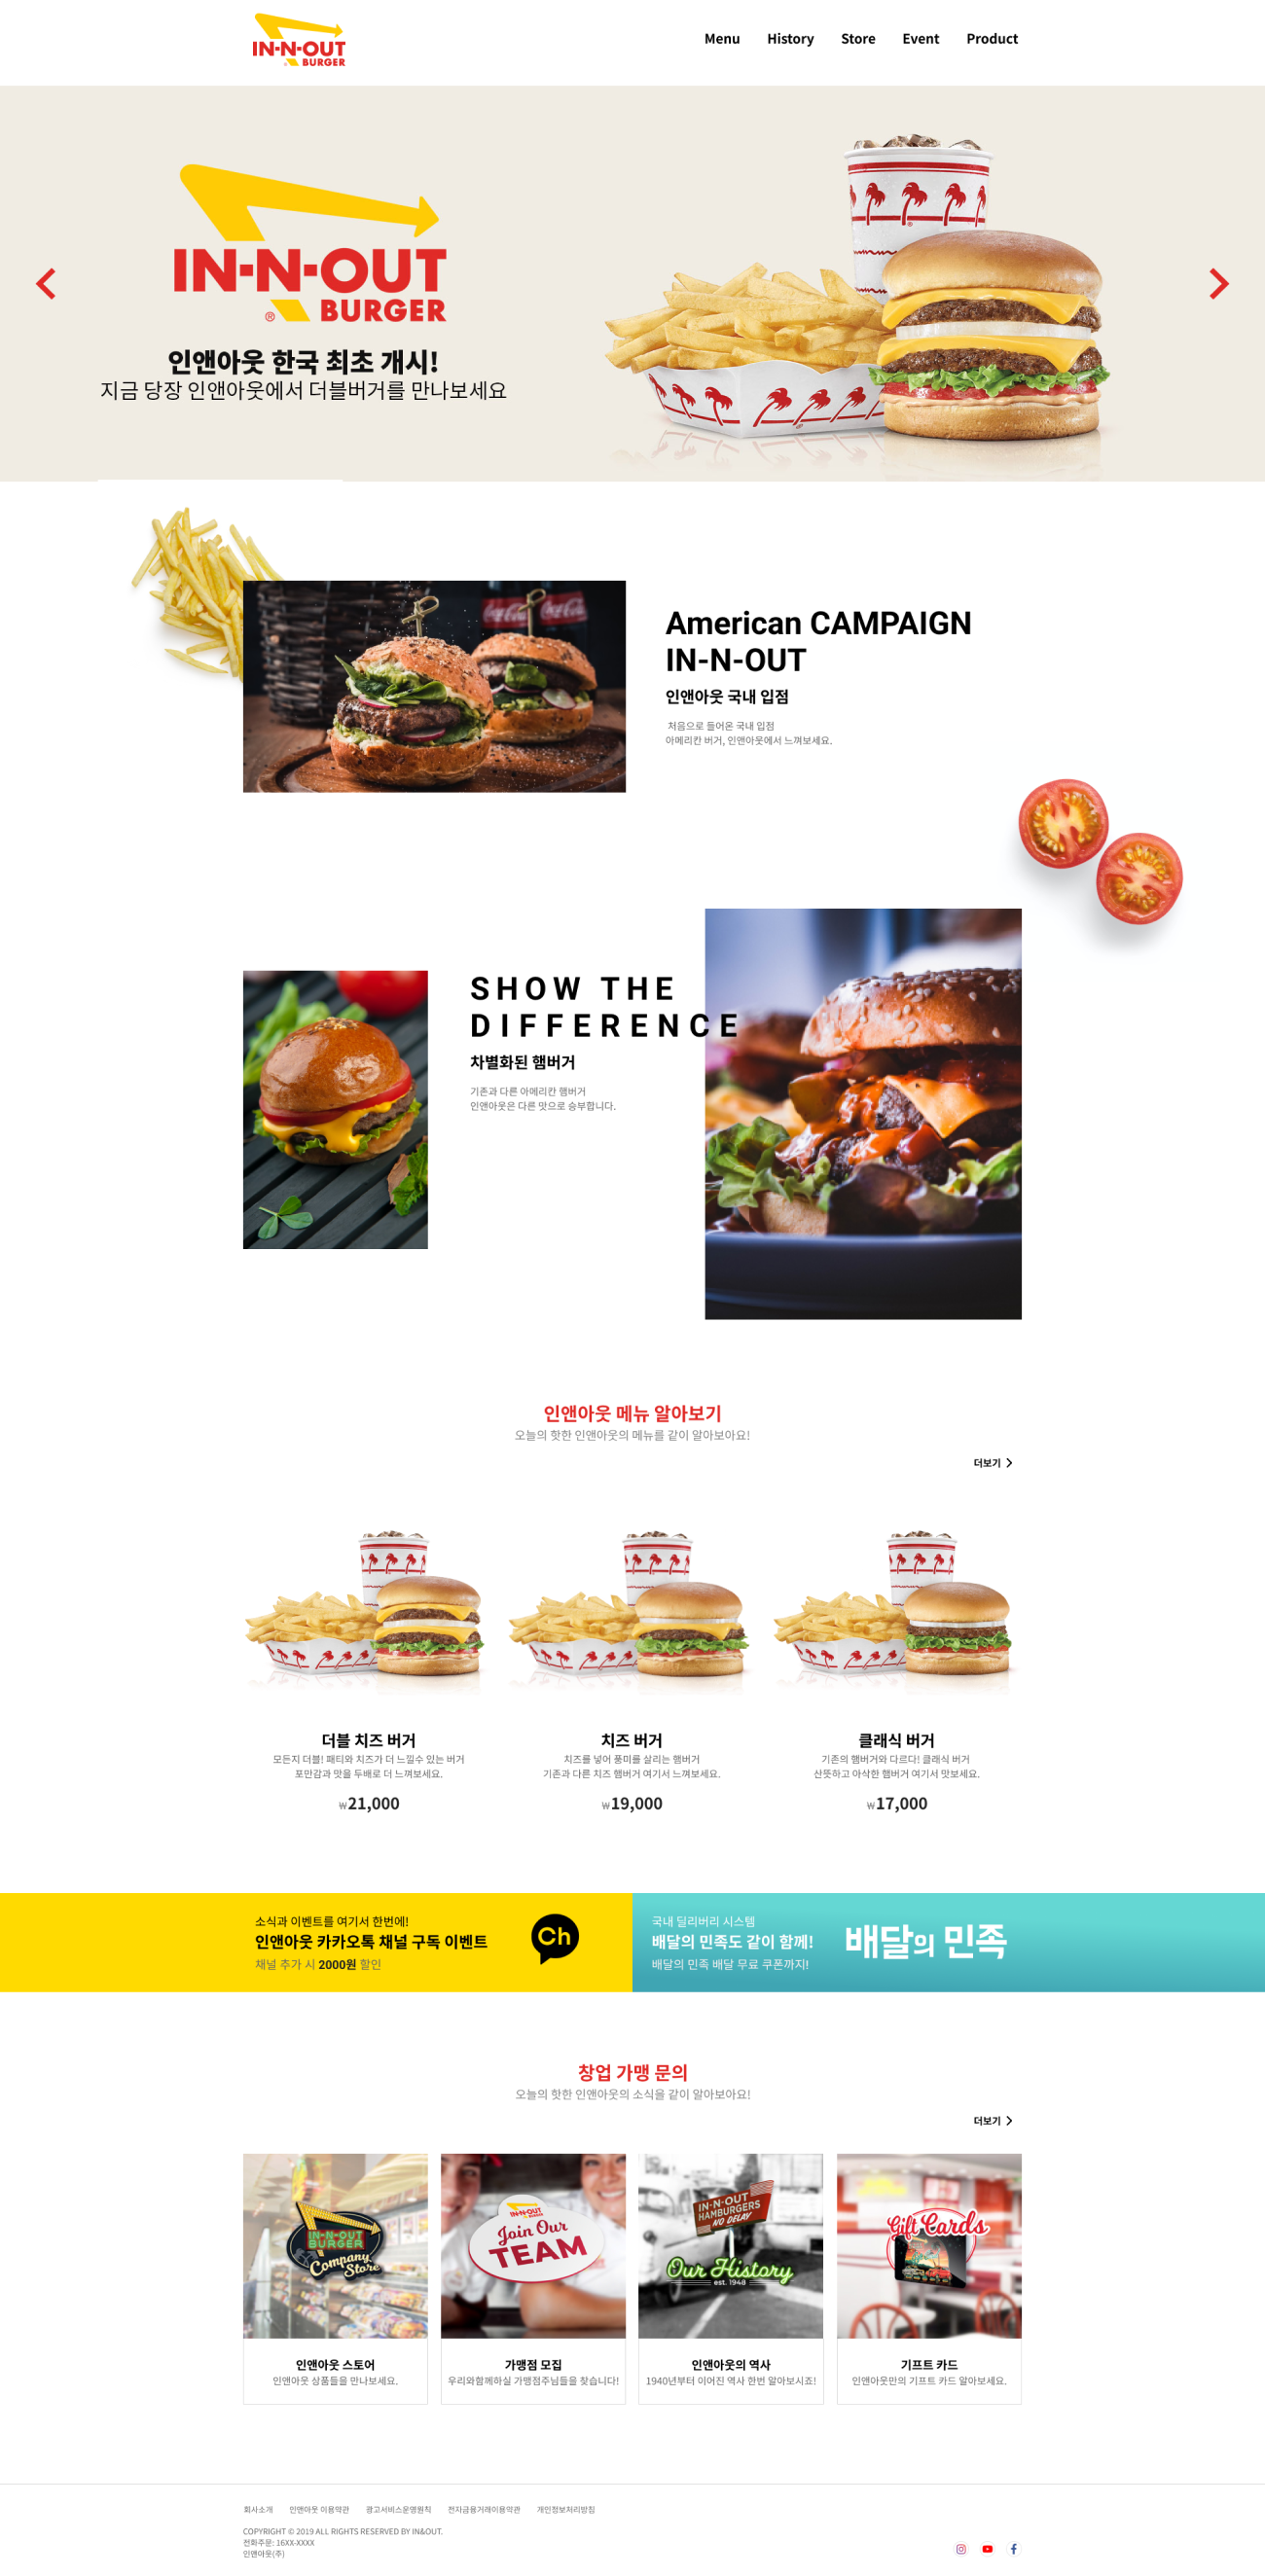 IN-N-OUT
BURGER
Menu History Store Event Product
IN-N-OUT
BURGER
®
인앤아웃 한국 최초 개시!
지금 당장 인앤아웃에서 더블버거를 만나보세요
American CAMPAIGN
IN-N-OUT
인앤아웃 국내 입점
처음으로 들어온 국내 입점
아메리칸 버거, 인앤아웃에서 느껴보세요.
SHOW THE
DIFFERENCE
차별화된 햄버거
기존과 다른 아메리칸 햄버거
인앤아웃은 다른 맛으로 승부합니다.
인앤아웃 메뉴 알아보기
오늘의 핫한 인앤아웃의 메뉴를 같이 알아보아요!
더보기
더블 치즈 버거
모든지 더블! 패티와 치즈가 더 느낄수 있는 버거
포만감과 맛을 두배로 더 느껴보세요.
₩21,000
치즈 버거
치즈를 넣어 풍미를 살리는 햄버거
기존과 다른 치즈 햄버거 여기서 느껴보세요.
₩19,000
클래식 버거
기존의 햄버거와 다르다! 클래식 버거
산뜻하고 아삭한 햄버거 여기서 맛보세요.
₩17,000
소식과 이벤트를 여기서 한번에!
인앤아웃 카카오톡 채널 구독 이벤트
채널 추가 시 2000원 할인
Ch
국내 딜리버리 시스템
배달의 민족도 같이 함께!
배달의 민족 배달 무료 쿠폰까지!
배달의 민족
창업 가맹 문의
오늘의 핫한 인앤아웃의 소식을 같이 알아보아요!
더보기
IN-N-OUT
BURGER
Company
Store
인앤아웃 스토어
인앤아웃 상품들을 만나보세요.
IN-N-OUT
BURGER
Join Our
TEAM
가맹점 모집
우리와함께하실 가맹점주님들을 찾습니다!
IN-N-OUT
HAMBURGERS
NO DELAY
Our History
est. 1948
인앤아웃의 역사
1940년부터 이어진 역사 한번 알아보시죠!
Gift Cards
기프트 카드
인앤아웃만의 기프트 카드 알아보세요.
회사소개 인앤아웃 이용약관 광고서비스운영원칙 전자금융거래이용약관 개인정보처리방침
COPYRIGHT © 2019 ALL RIGHTS RESERVED BY IN&OUT.
전화주문: 16XX-XXXX
인앤아웃(주)